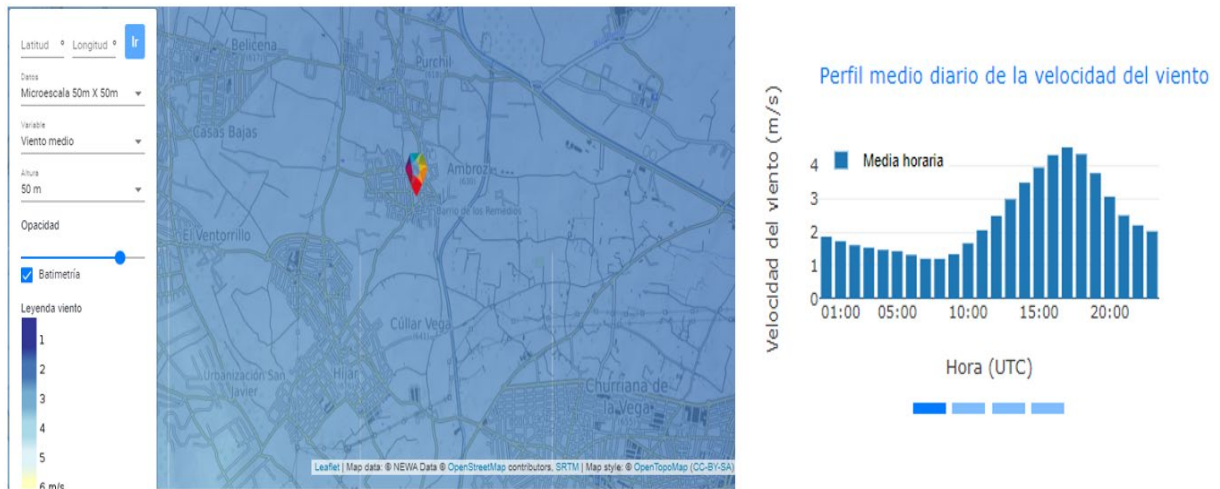 Latitud º Longitud º Ir
Datos
Microescala 50m X 50m
Variable
Viento medio
Altura
50 m
Opacidad
Batimetría
Leyenda viento
1
2
3
4
5
6 m/s
Belicena
Purchil
Casas Bajas
Ambroz
(630)
Barrio de los Remedios
El Ventorrillo
Cúllar Vega
Urbanización San
Javier
Híjar
Churriana de
la Vega
Leaflet | Map data: © NEWA Data © OpenStreetMap contributors, SRTM | Map style: © OpenTopoMap (CC-BY-SA)
Perfil medio diario de la velocidad del viento
Velocidad del viento (m/s)
Media horaria
4
3
2
1
0
01:00 05:00 10:00 15:00 20:00
Hora (UTC)